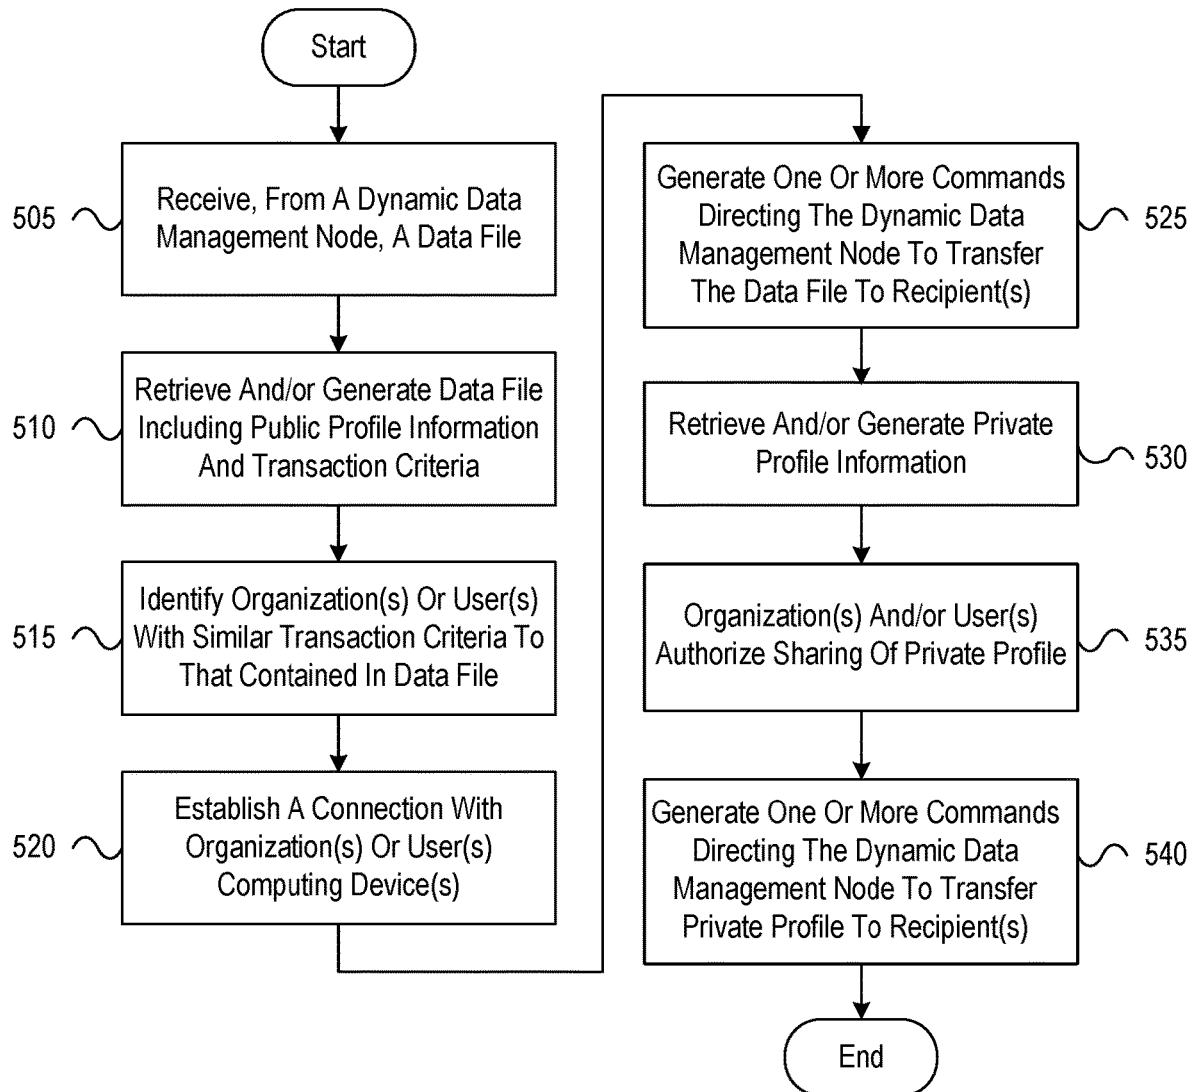 Start
505
Receive, From A Dynamic Data
Management Node, A Data File
510
Retrieve And/or Generate Data File
Including Public Profile Information
And Transaction Criteria
515
Identify Organization(s) Or User(s)
With Similar Transaction Criteria To
That Contained In Data File
520
Establish A Connection With
Organization(s) Or User(s)
Computing Device(s)
Generate One Or More Commands
Directing The Dynamic Data
Management Node To Transfer
The Data File To Recipient(s)
525
Retrieve And/or Generate Private
Profile Information
530
Organization(s) And/or User(s)
Authorize Sharing Of Private Profile
535
Generate One Or More Commands
Directing The Dynamic Data
Management Node To Transfer
Private Profile To Recipient(s)
540
End